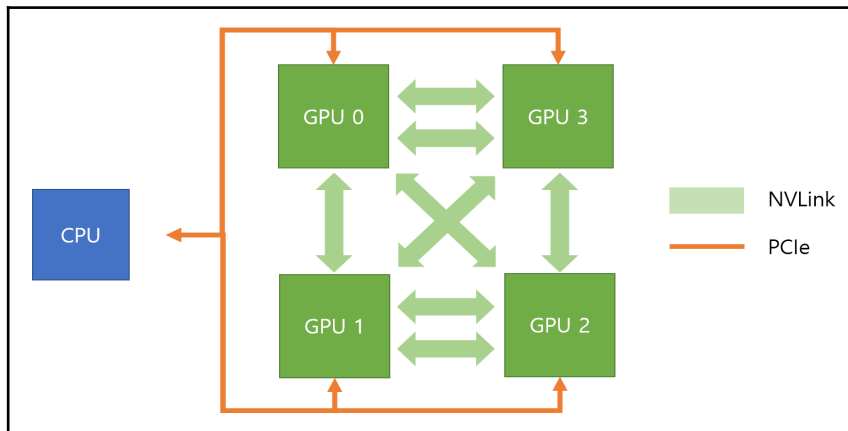 GPU 0
GPU 3
CPU
GPU 1
GPU 2
NVLink
PCIe